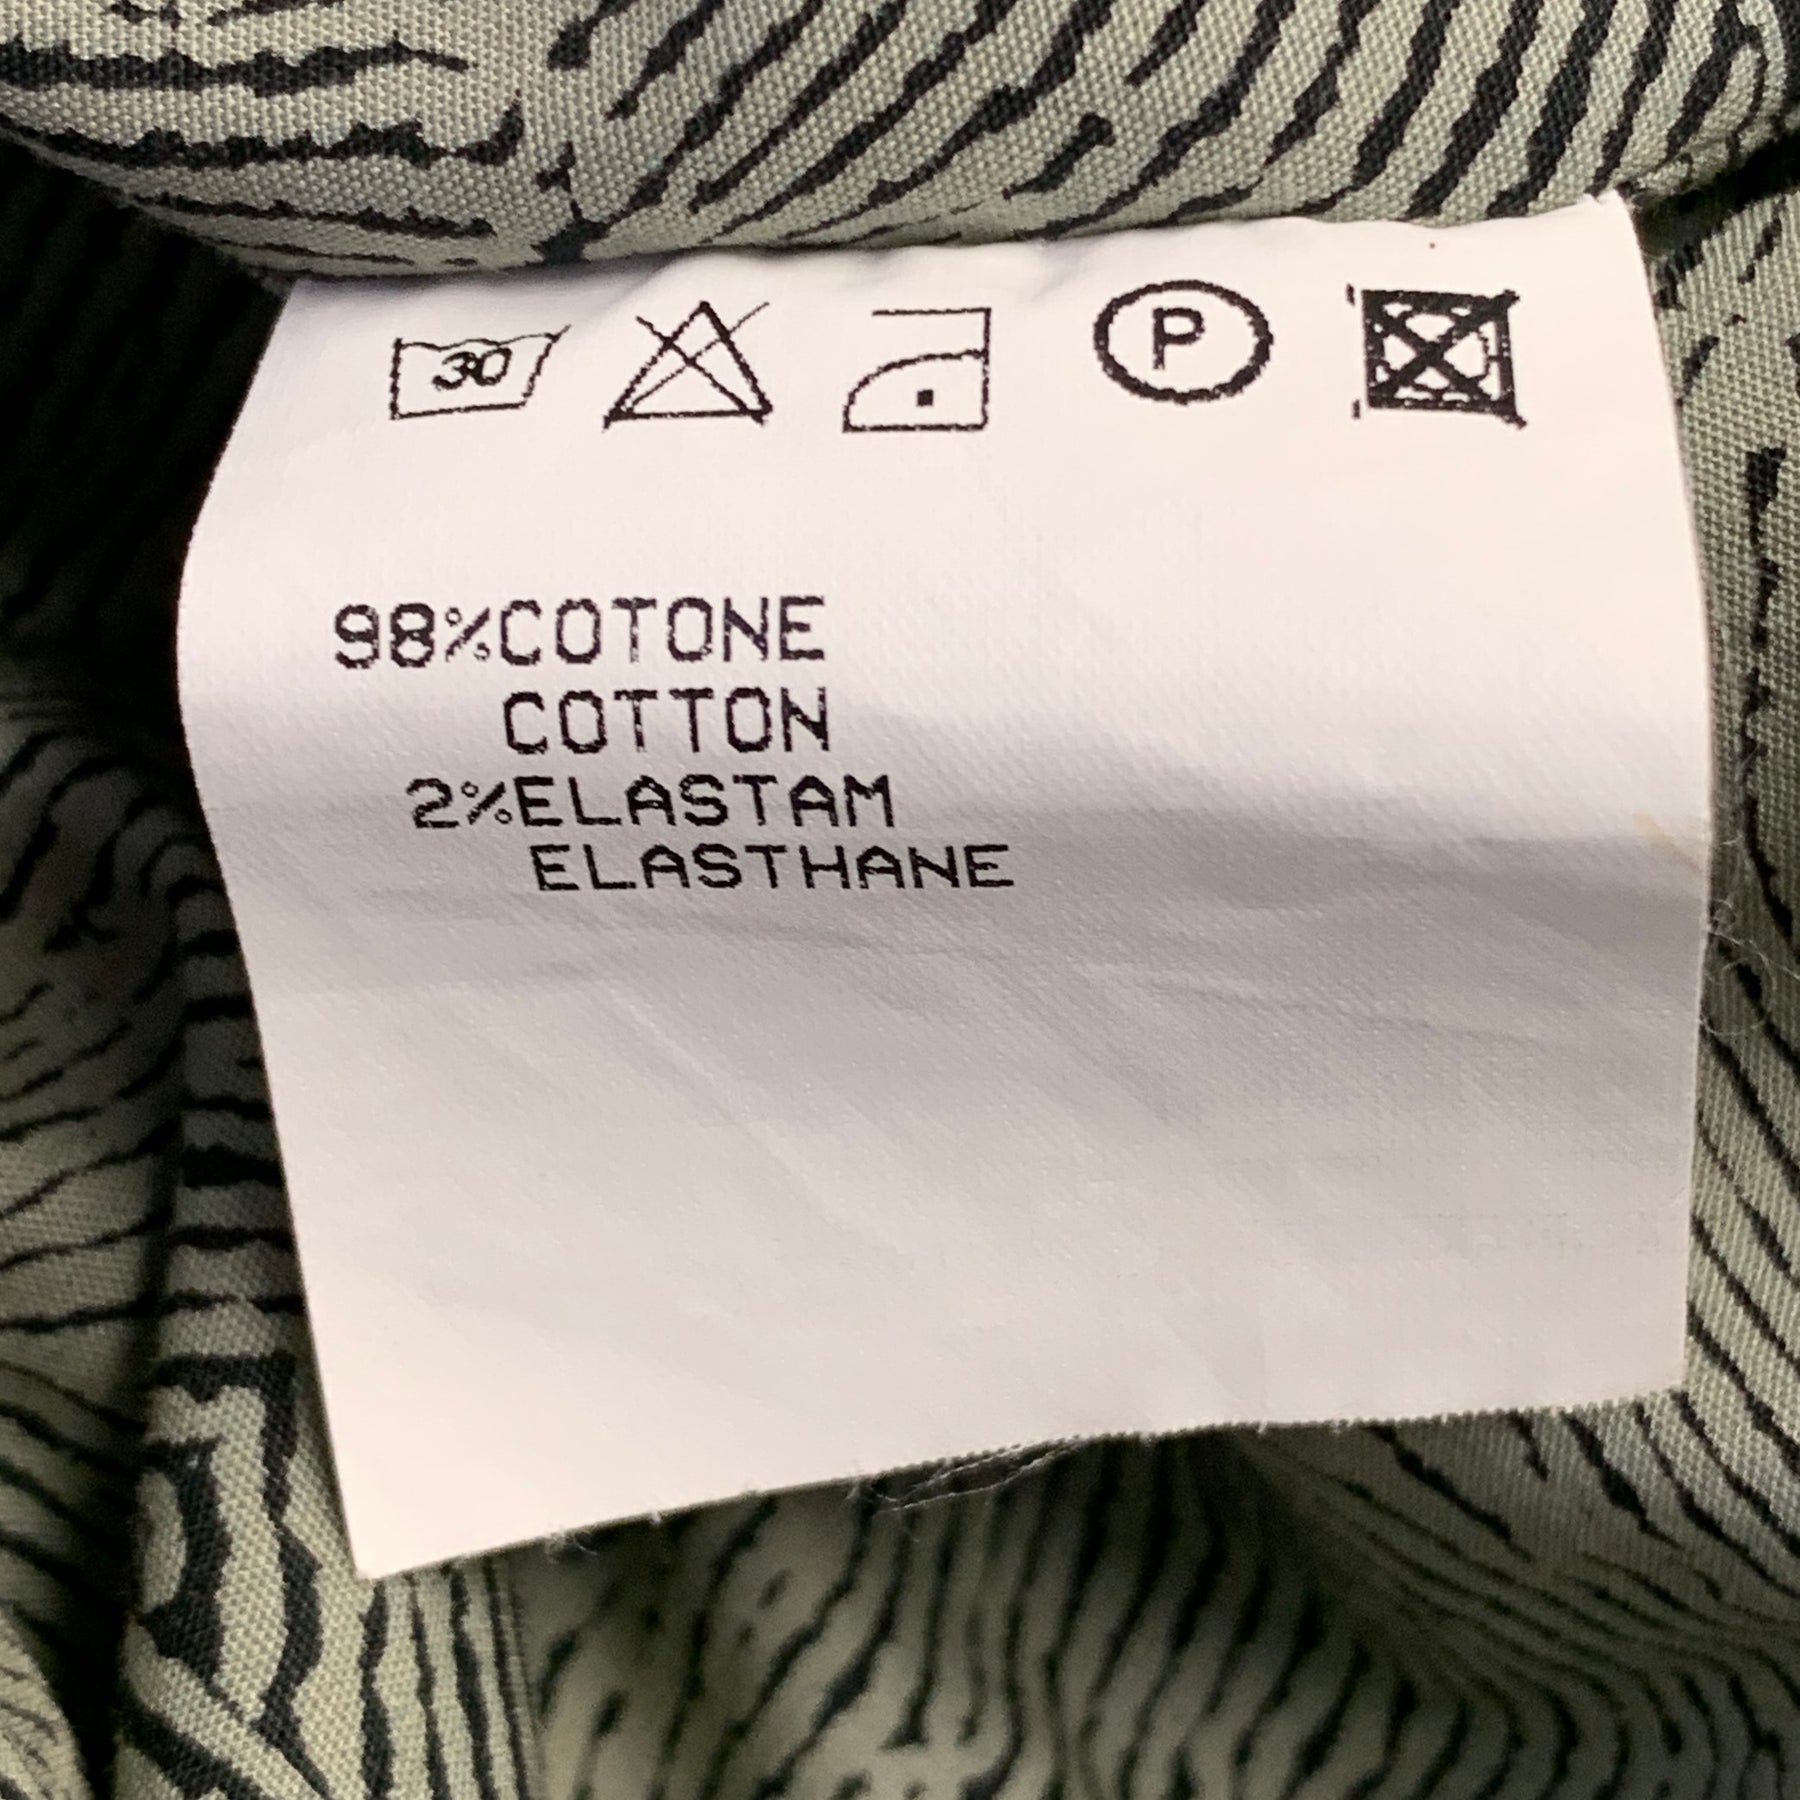 30 P
98%COTONE
COTTON
2%ELASTAM
ELASTHANE